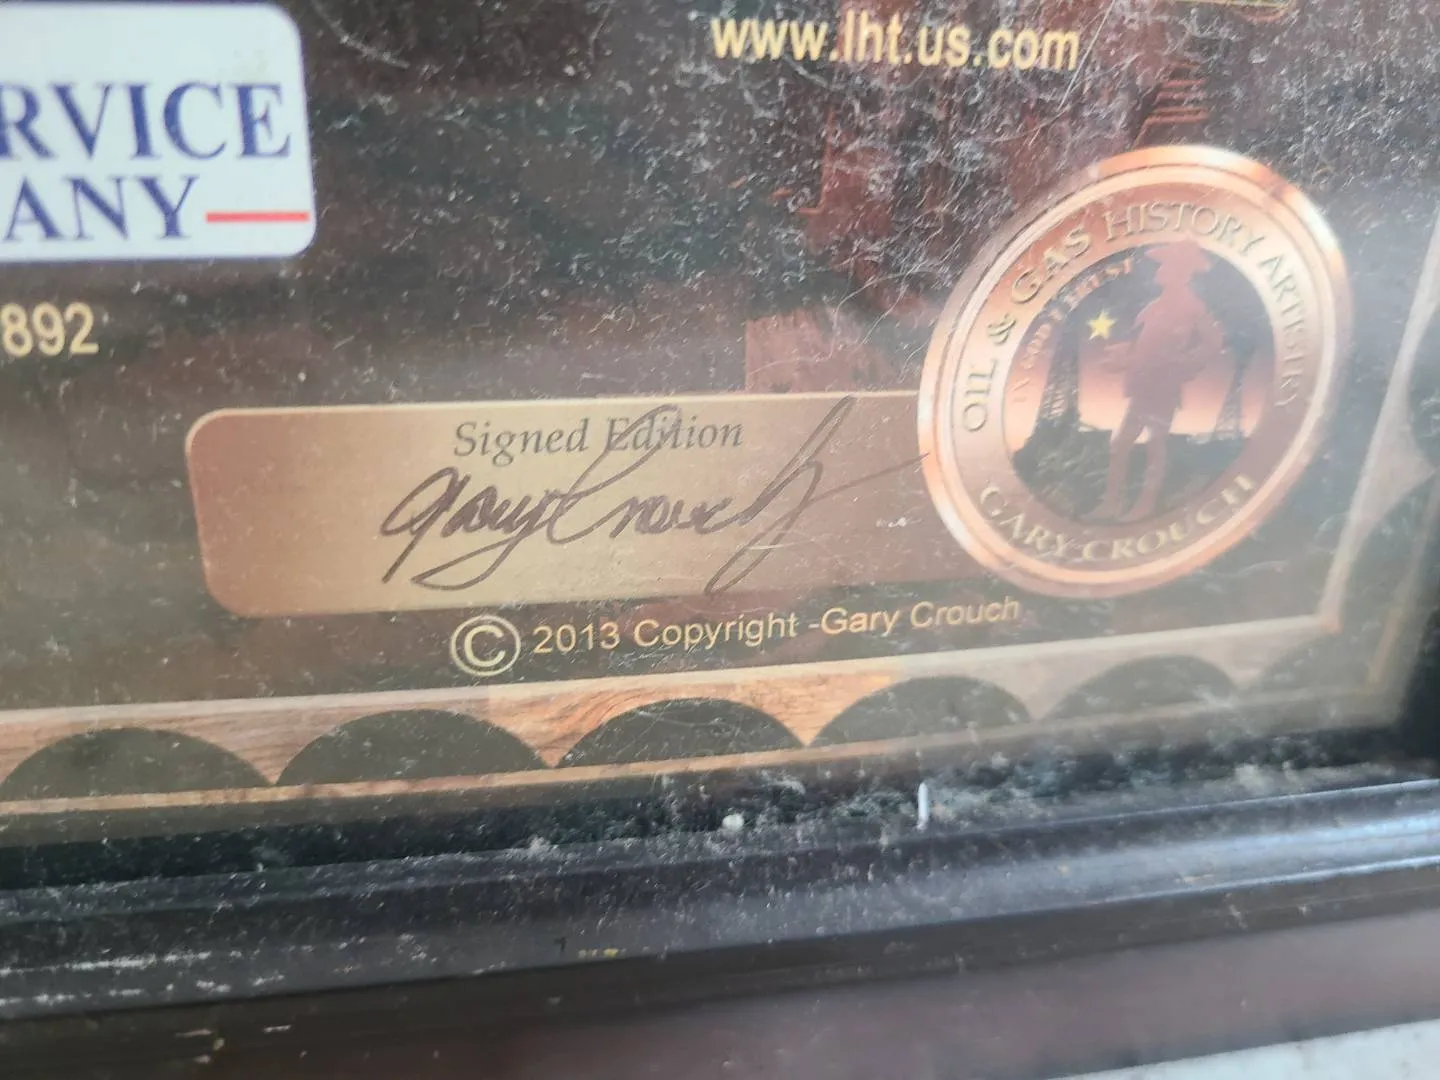 www.lht.us.com
RVICE
ANY
892
OIL & GAS HISTORY ARTISTRY
GARY CROUCH
Signed Edition
Gary Crouch
© 2013 Copyright -Gary Crouch